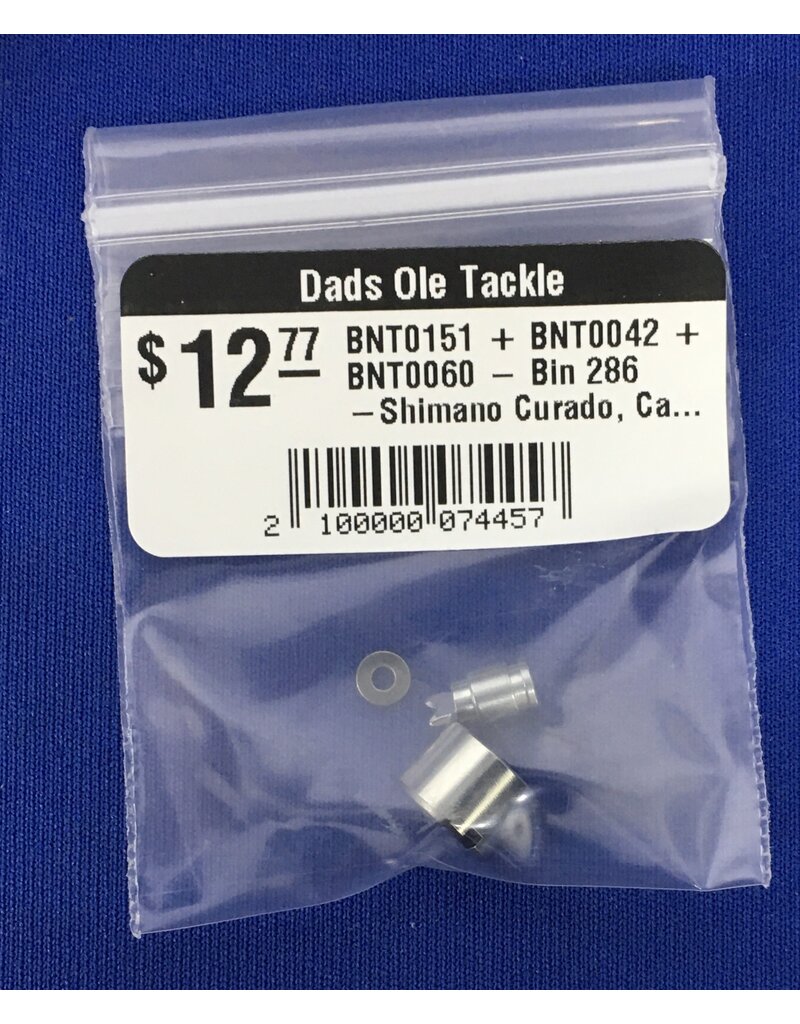 Dads Ole Tackle
$12.77 BNT0151 + BNT0042 +
BNT0060 – Bin 286
–Shimano Curado, Ca...
2 100000 074457